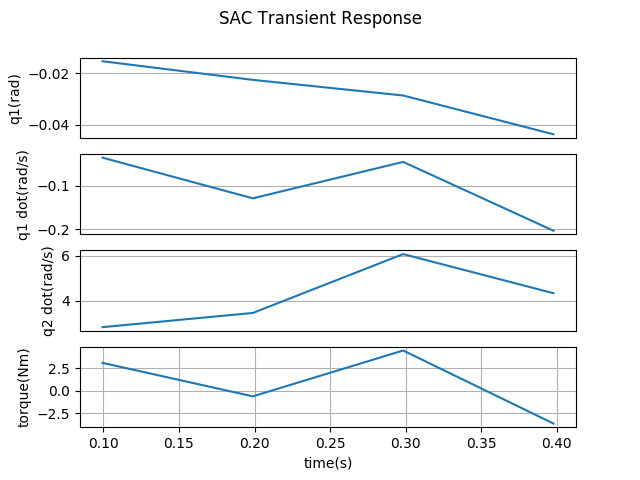 SAC Transient Response
q1(rad)
−0.02
−0.04
q1 dot(rad/s)
−0.1
−0.2
q2 dot(rad/s)
6
4
torque(Nm)
2.5
0.0
−2.5
0.10 0.15 0.20 0.25 0.30 0.35 0.40
time(s)